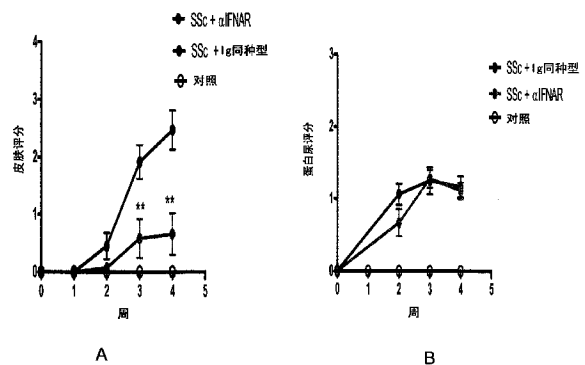 SSc + αIFNAR
SSc + Ig同种型
对照
皮肤评分
4
3
2
1
0
0 1 2 3 4 5
** **
周
A
SSc + Ig同种型
SSc + αIFNAR
对照
蛋白尿评分
3
2
1
0
0 1 2 3 4 5
周
B